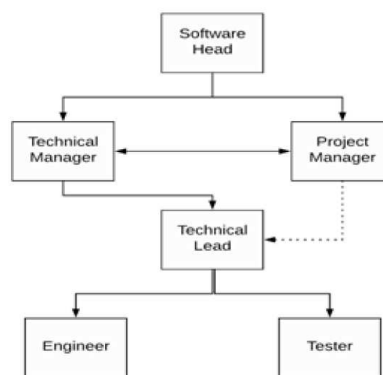 Software
Head
Technical
Manager
Project
Manager
Technical
Lead
Engineer
Tester